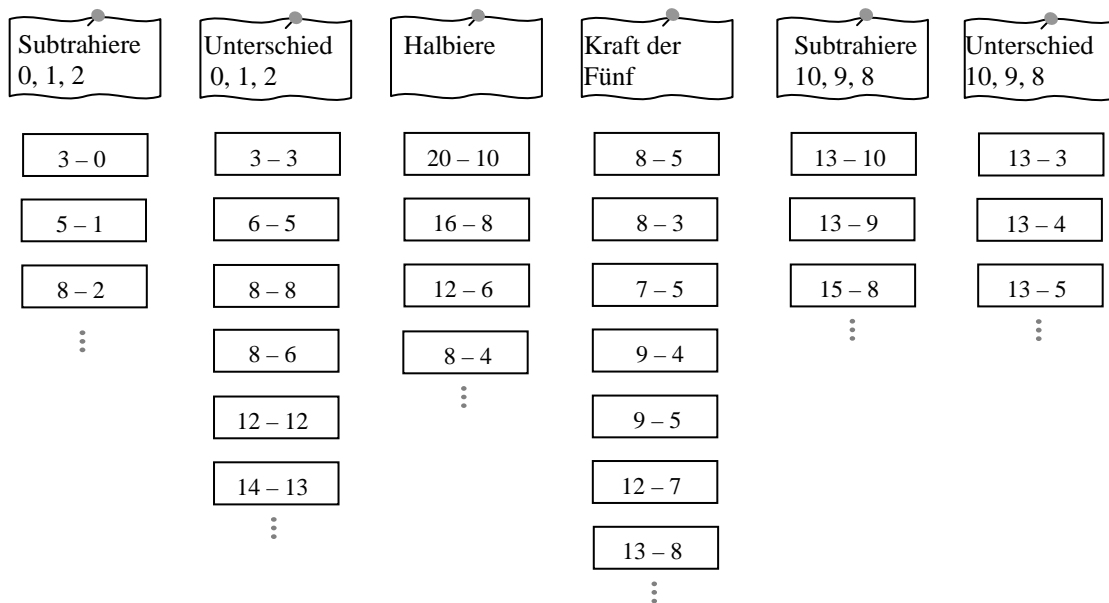 Subtrahiere
0, 1, 2
3 – 0
5 – 1
8 – 2
Unterschied
0, 1, 2
3 – 3
6 – 5
8 – 8
8 – 6
12 – 12
14 – 13
Halbiere
20 – 10
16 – 8
12 – 6
8 – 4
Kraft der
Fünf
8 – 5
8 – 3
7 – 5
9 – 4
9 – 5
12 – 7
13 – 8
Subtrahiere
10, 9, 8
13 – 10
13 – 9
15 – 8
Unterschied
10, 9, 8
13 – 3
13 – 4
13 – 5